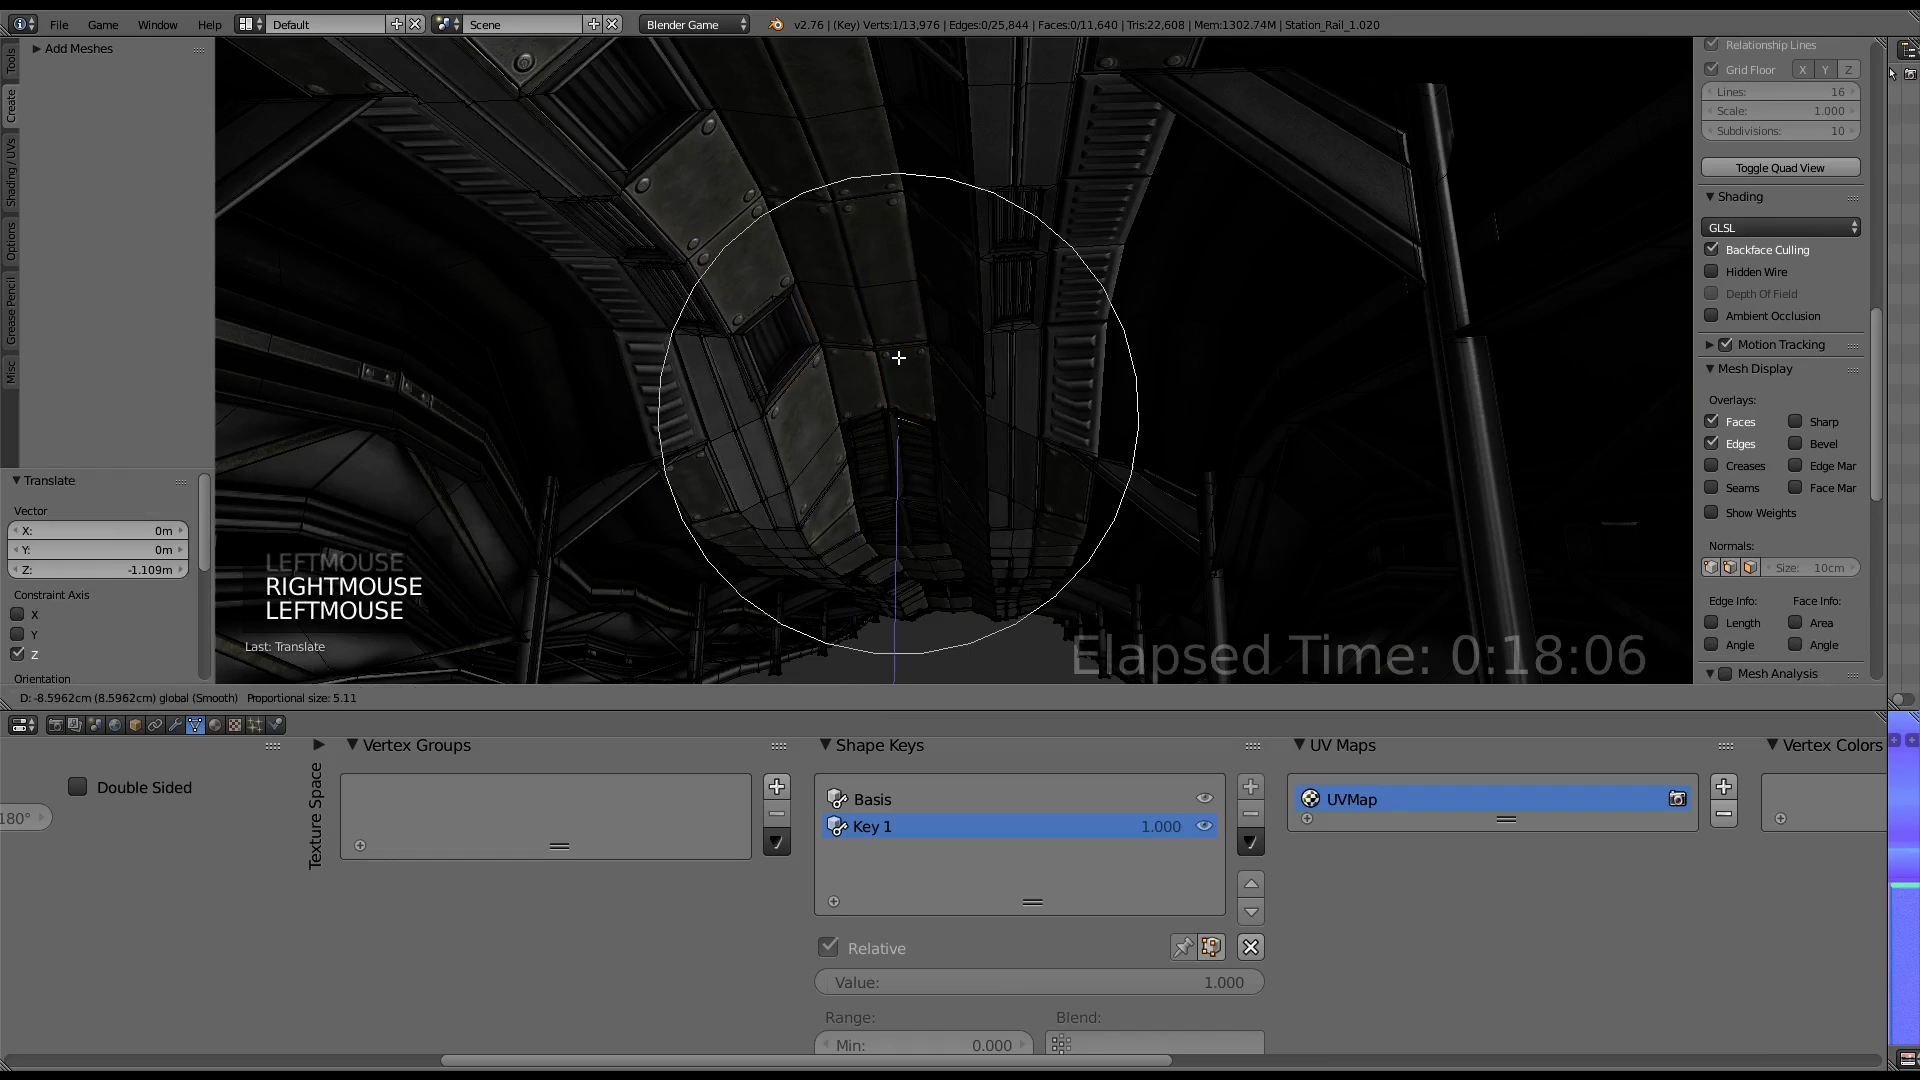 File Game Window Help Default Scene Blender Game v2.76 | (Key) Verts:1/13,976 | Edges:0/25,844 | Faces:0/11,640 | Tris:22,608 | Mem:1302.74M | Station_Rail_1.020
Add Meshes
Tools
Create
Shading / UVs
Options
Grease Pencil
Misc
Translate
Vector
X: 0m
Y: 0m
Z: -1.109m
Constraint Axis
X
Y
Z
Orientation
LEFTMOUSE
RIGHTMOUSE
LEFTMOUSE
Last: Translate
Elapsed Time: 0:18:06
Relationship Lines
Grid Floor X Y Z
Lines: 16
Scale: 1.000
Subdivisions: 10
Toggle Quad View
Shading
GLSL
Backface Culling
Hidden Wire
Depth Of Field
Ambient Occlusion
Motion Tracking
Mesh Display
Overlays:
Faces Sharp
Edges Bevel
Creases Edge Mar
Seams Face Mar
Show Weights
Normals:
Size: 10cm
Edge Info: Face Info:
Length Area
Angle Angle
Mesh Analysis
D: -8.5962cm (8.5962cm) global (Smooth) Proportional size: 5.11
Double Sided
180°
Texture Space
Vertex Groups
Shape Keys
Basis
Key 1 1.000
Relative
Value: 1.000
Range: Blend:
Min: 0.000
UV Maps
UVMap
Vertex Colors